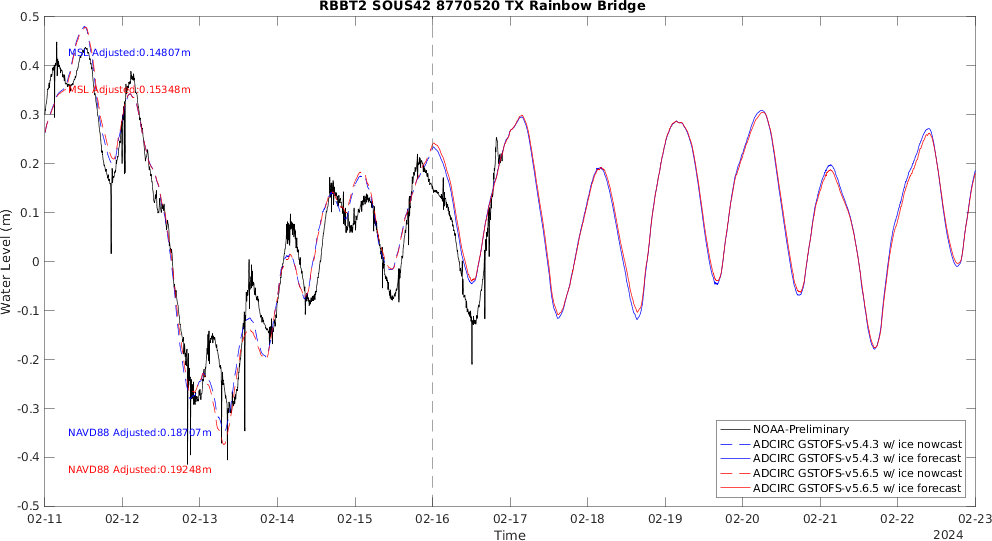 RBBT2 SOUS42 8770520 TX Rainbow Bridge
0.5
0.4
0.3
0.2
0.1
0
-0.1
-0.2
-0.3
-0.4
-0.5
Water Level (m)
MSL Adjusted:0.14807m
MSL Adjusted:0.15348m
NAVD88 Adjusted:0.18707m
NAVD88 Adjusted:0.19248m
NOAA-Preliminary
ADCIRC GSTOFS-v5.4.3 w/ ice nowcast
ADCIRC GSTOFS-v5.4.3 w/ ice forecast
ADCIRC GSTOFS-v5.6.5 w/ ice nowcast
ADCIRC GSTOFS-v5.6.5 w/ ice forecast
02-11 02-12 02-13 02-14 02-15 02-16 02-17 02-18 02-19 02-20 02-21 02-22 02-23
Time
2024